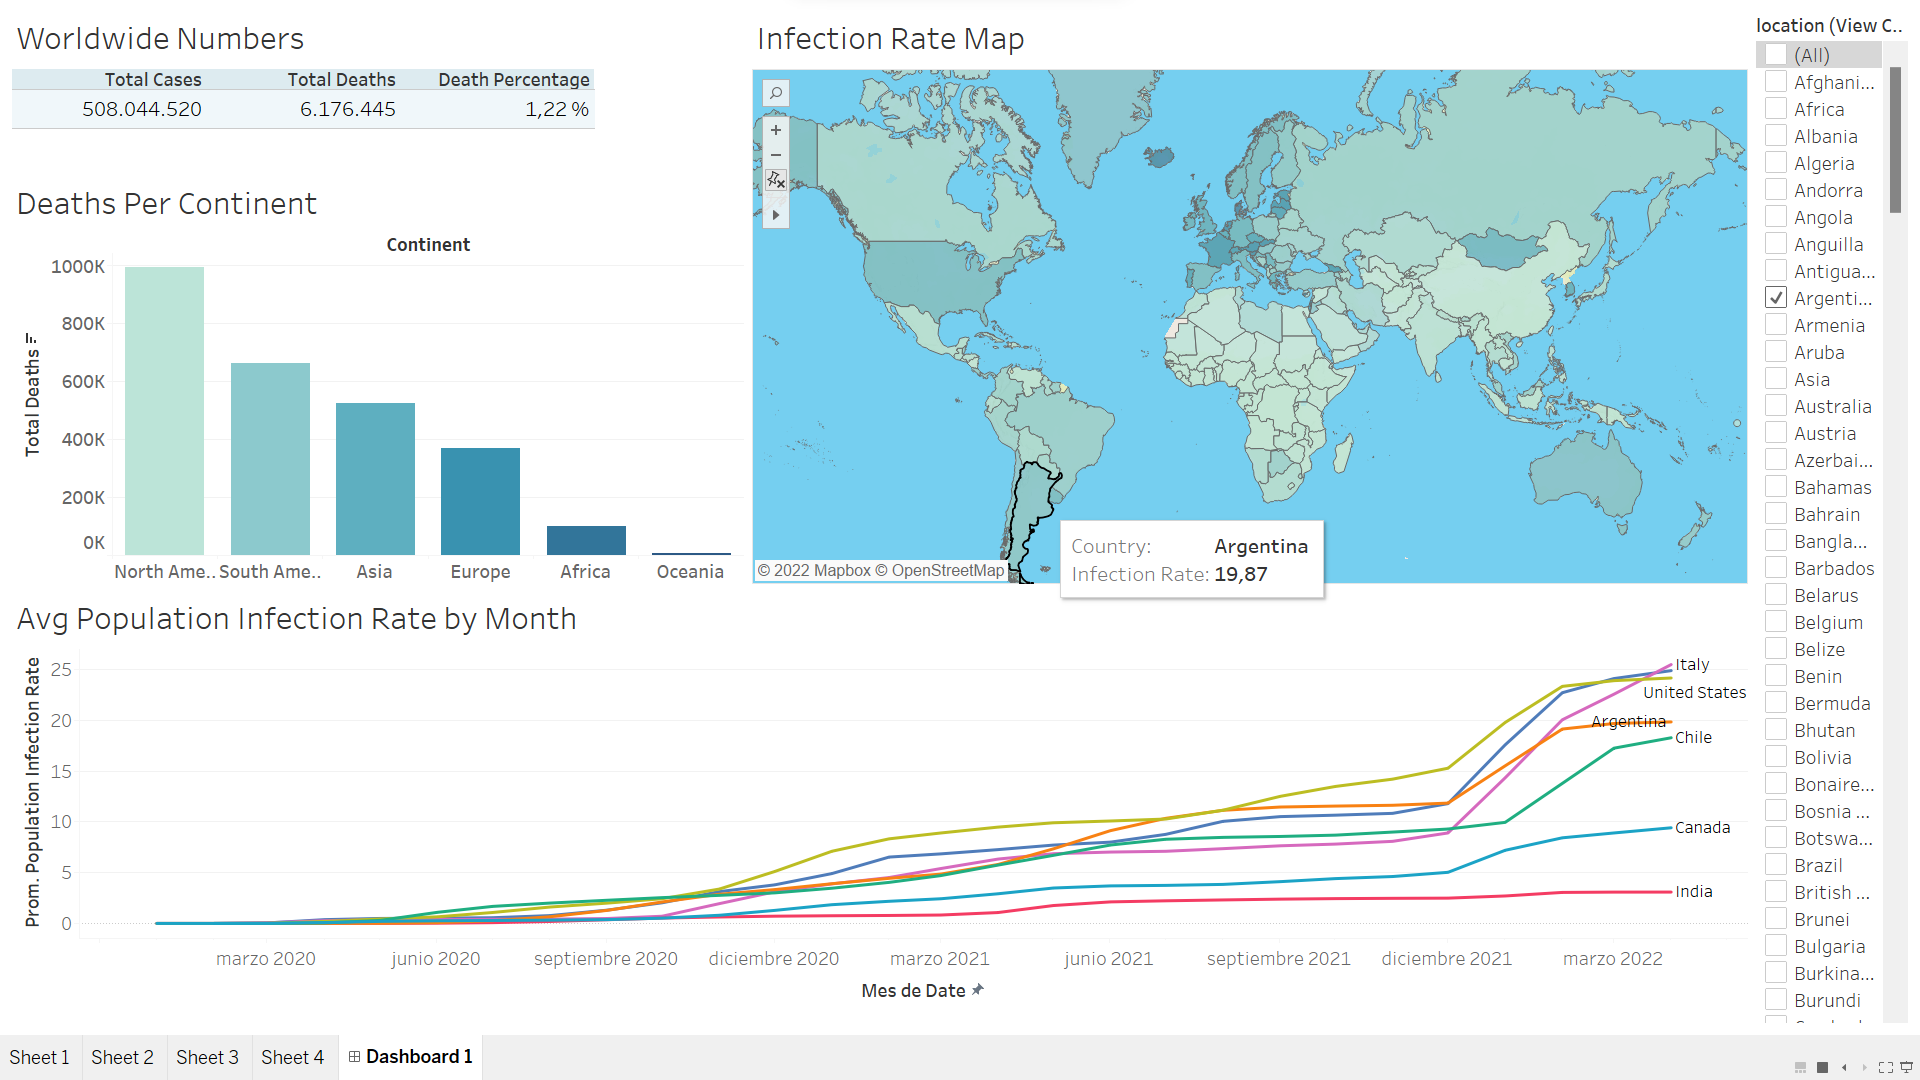 Worldwide Numbers
Total Cases Total Deaths Death Percentage
508.044.520 6.176.445 1,22 %
Deaths Per Continent
Continent
Total Deaths
1000K
800K
600K
400K
200K
0K
North Ame.. South Ame.. Asia Europe Africa Oceania
Infection Rate Map
Country: Argentina
Infection Rate: 19,87
© 2022 Mapbox © OpenStreetMap
Avg Population Infection Rate by Month
Prom. Population Infection Rate
25
20
15
10
5
0
Italy
United States
Argentina
Chile
Canada
India
marzo 2020 junio 2020 septiembre 2020 diciembre 2020 marzo 2021 junio 2021 septiembre 2021 diciembre 2021 marzo 2022
Mes de Date
location (View C..
(All)
Afghani...
Africa
Albania
Algeria
Andorra
Angola
Anguilla
Antigua...
Argenti...
Armenia
Aruba
Asia
Australia
Austria
Azerbai...
Bahamas
Bahrain
Bangla...
Barbados
Belarus
Belgium
Belize
Benin
Bermuda
Bhutan
Bolivia
Bonaire...
Bosnia ...
Botswa...
Brazil
British ...
Brunei
Bulgaria
Burkina...
Burundi
Sheet 1 Sheet 2 Sheet 3 Sheet 4 Dashboard 1